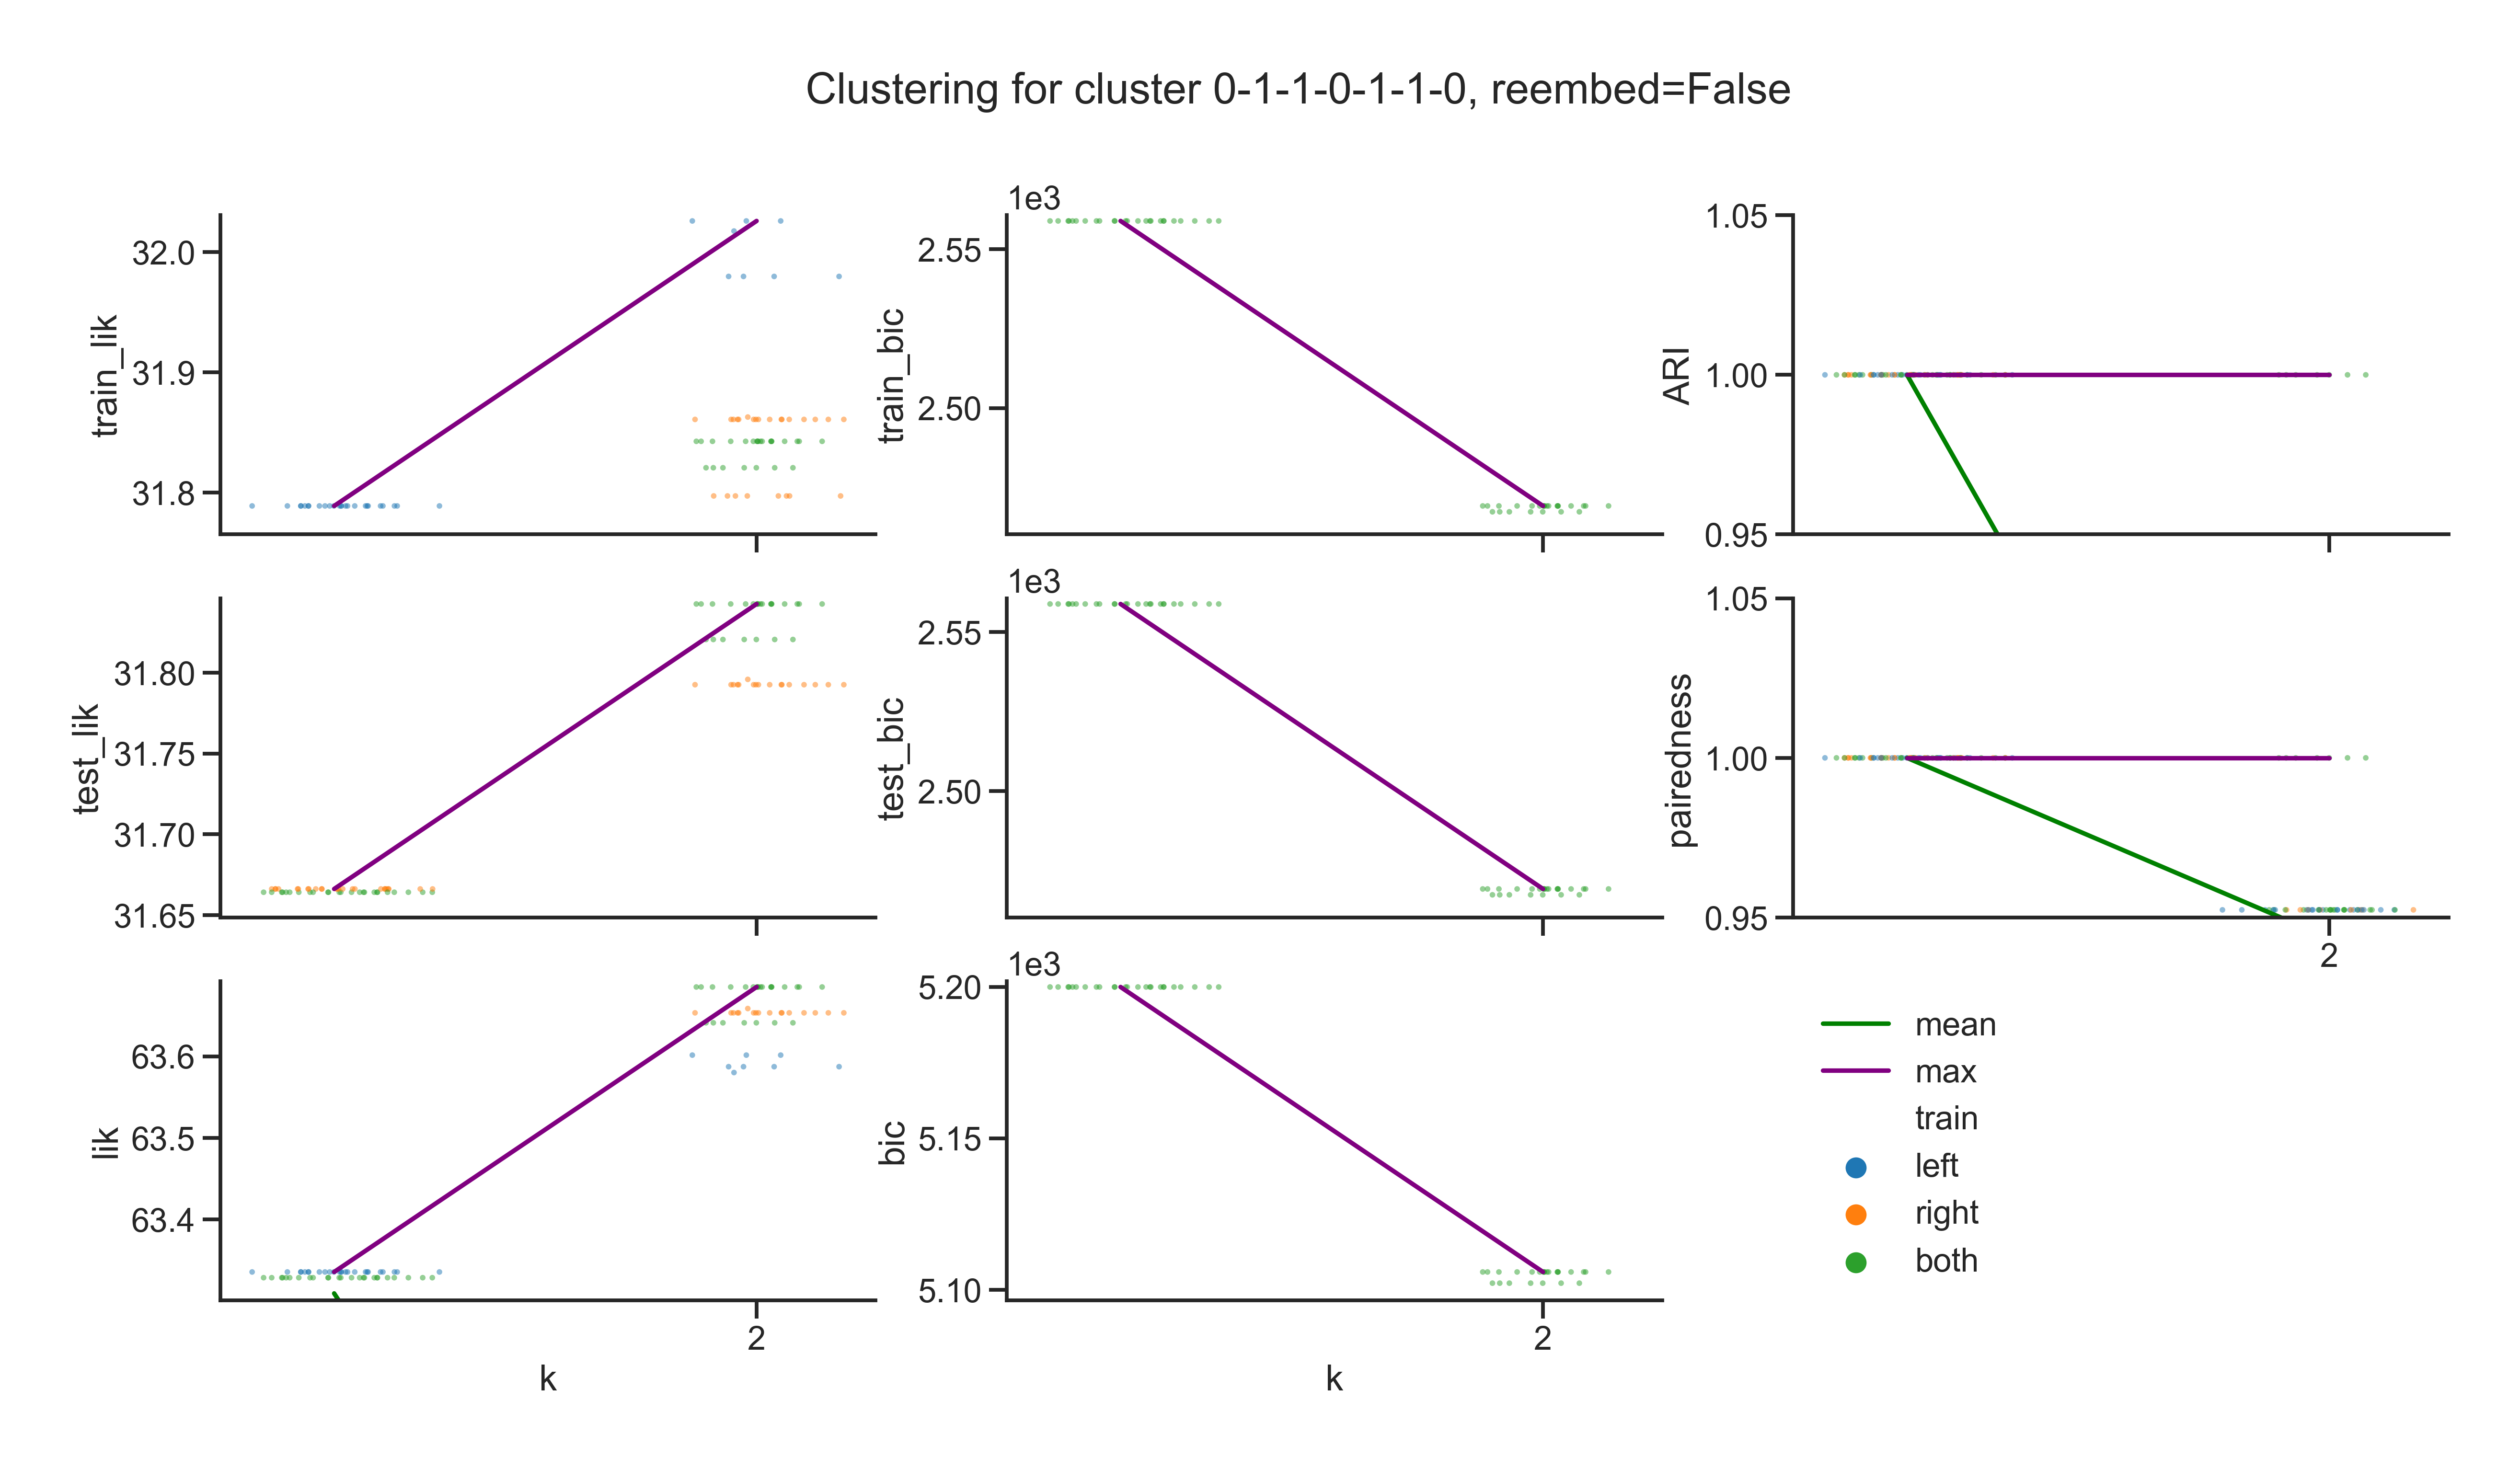 Clustering for cluster 0-1-1-0-1-1-0, reembed=False
train_lik
32.0
31.9
31.8
1e3
train_bic
2.55
2.50
ARI
1.05
1.00
0.95
test_lik
31.80
31.75
31.70
31.65
1e3
test_bic
2.55
2.50
pairedness
1.05
1.00
0.95
2
lik
63.6
63.5
63.4
2
k
1e3
bic
5.20
5.15
5.10
2
k
mean
max
train
left
right
both